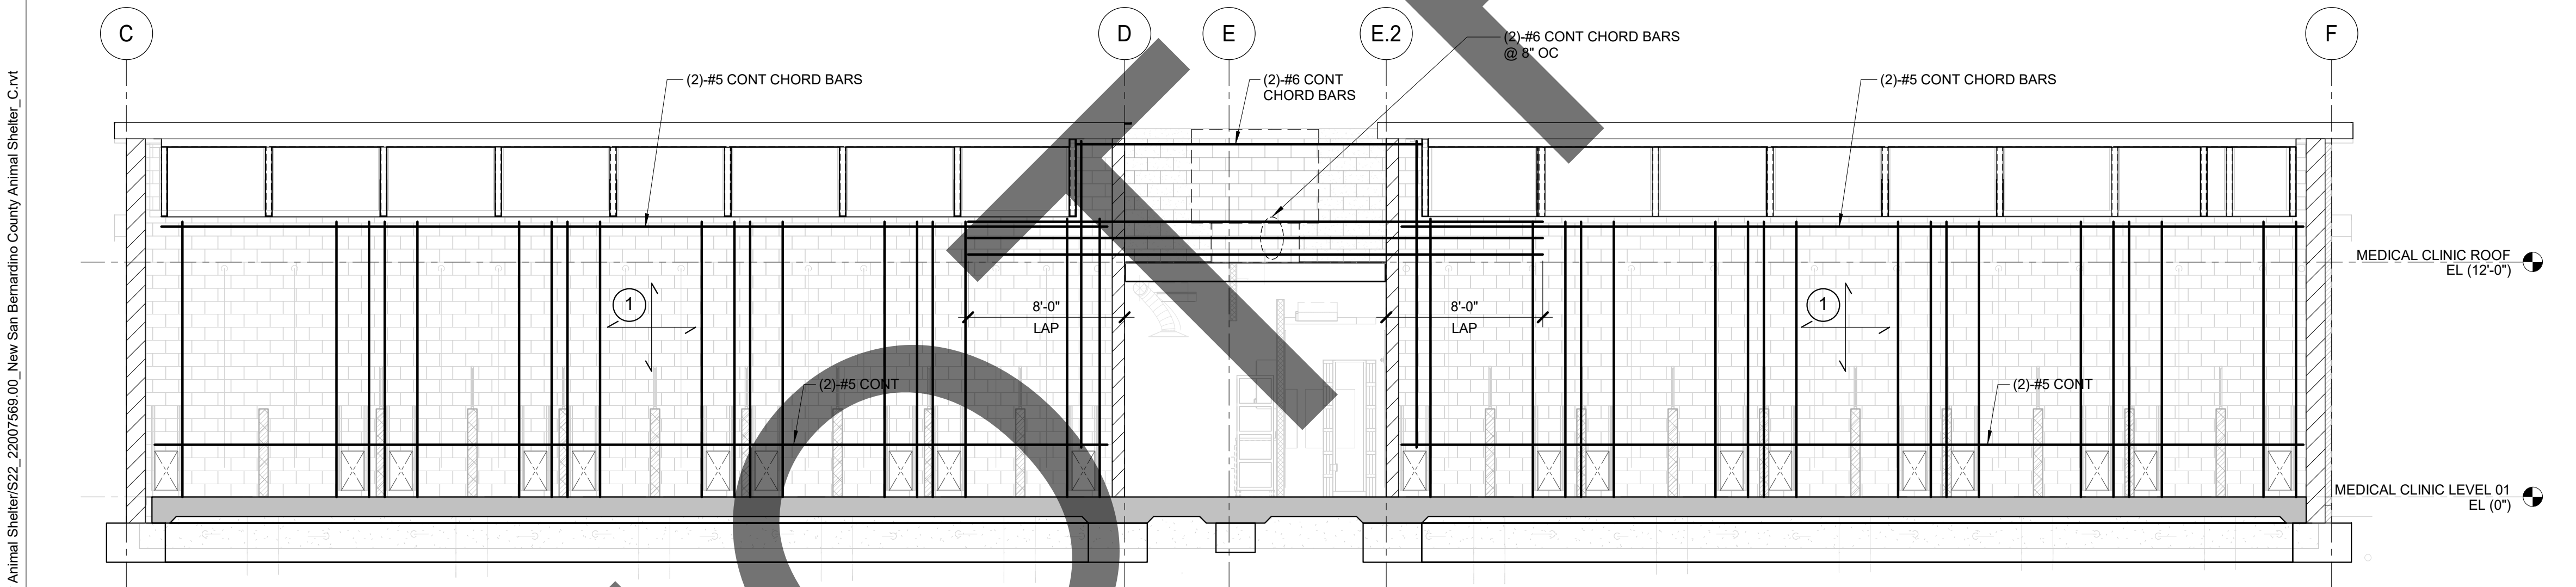 C
D
E
E.2
F
(2)-#6 CONT CHORD BARS
@ 8" OC
(2)-#5 CONT CHORD BARS
(2)-#6 CONT
CHORD BARS
(2)-#5 CONT CHORD BARS
MEDICAL CLINIC ROOF
EL (12'-0")
1
8'-0"
LAP
8'-0"
LAP
1
(2)-#5 CONT
(2)-#5 CONT
MEDICAL CLINIC LEVEL 01
EL (0")
Animal Shelter/S22_22007569.00_New San Bernardino County Animal Shelter_C.rvt